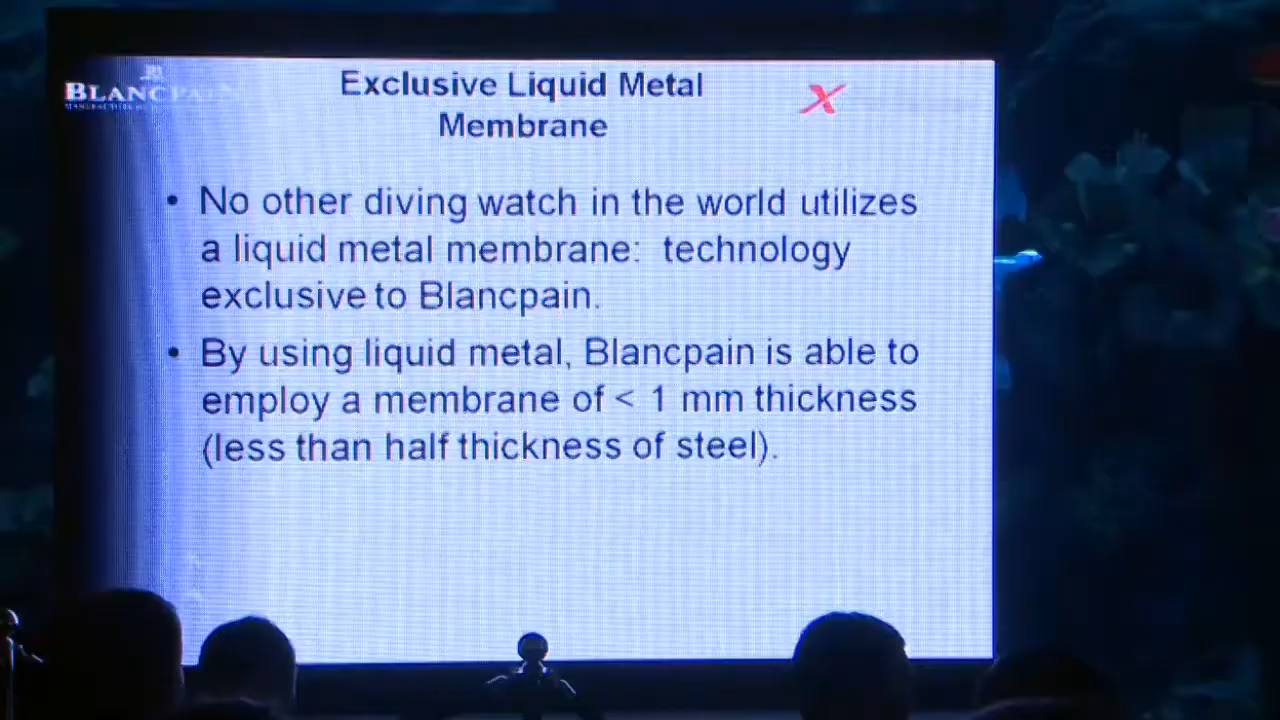 BLANCPAIN
Exclusive Liquid Metal
Membrane
X
• No other diving watch in the world utilizes
a liquid metal membrane: technology
exclusive to Blancpain.
• By using liquid metal, Blancpain is able to
employ a membrane of < 1 mm thickness
(less than half thickness of steel).